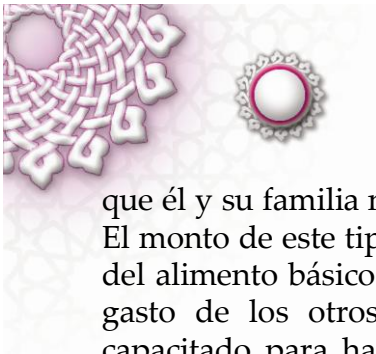 que él y su familia
El monto de este
del alimento básico
gasto de los otros
capacitado para